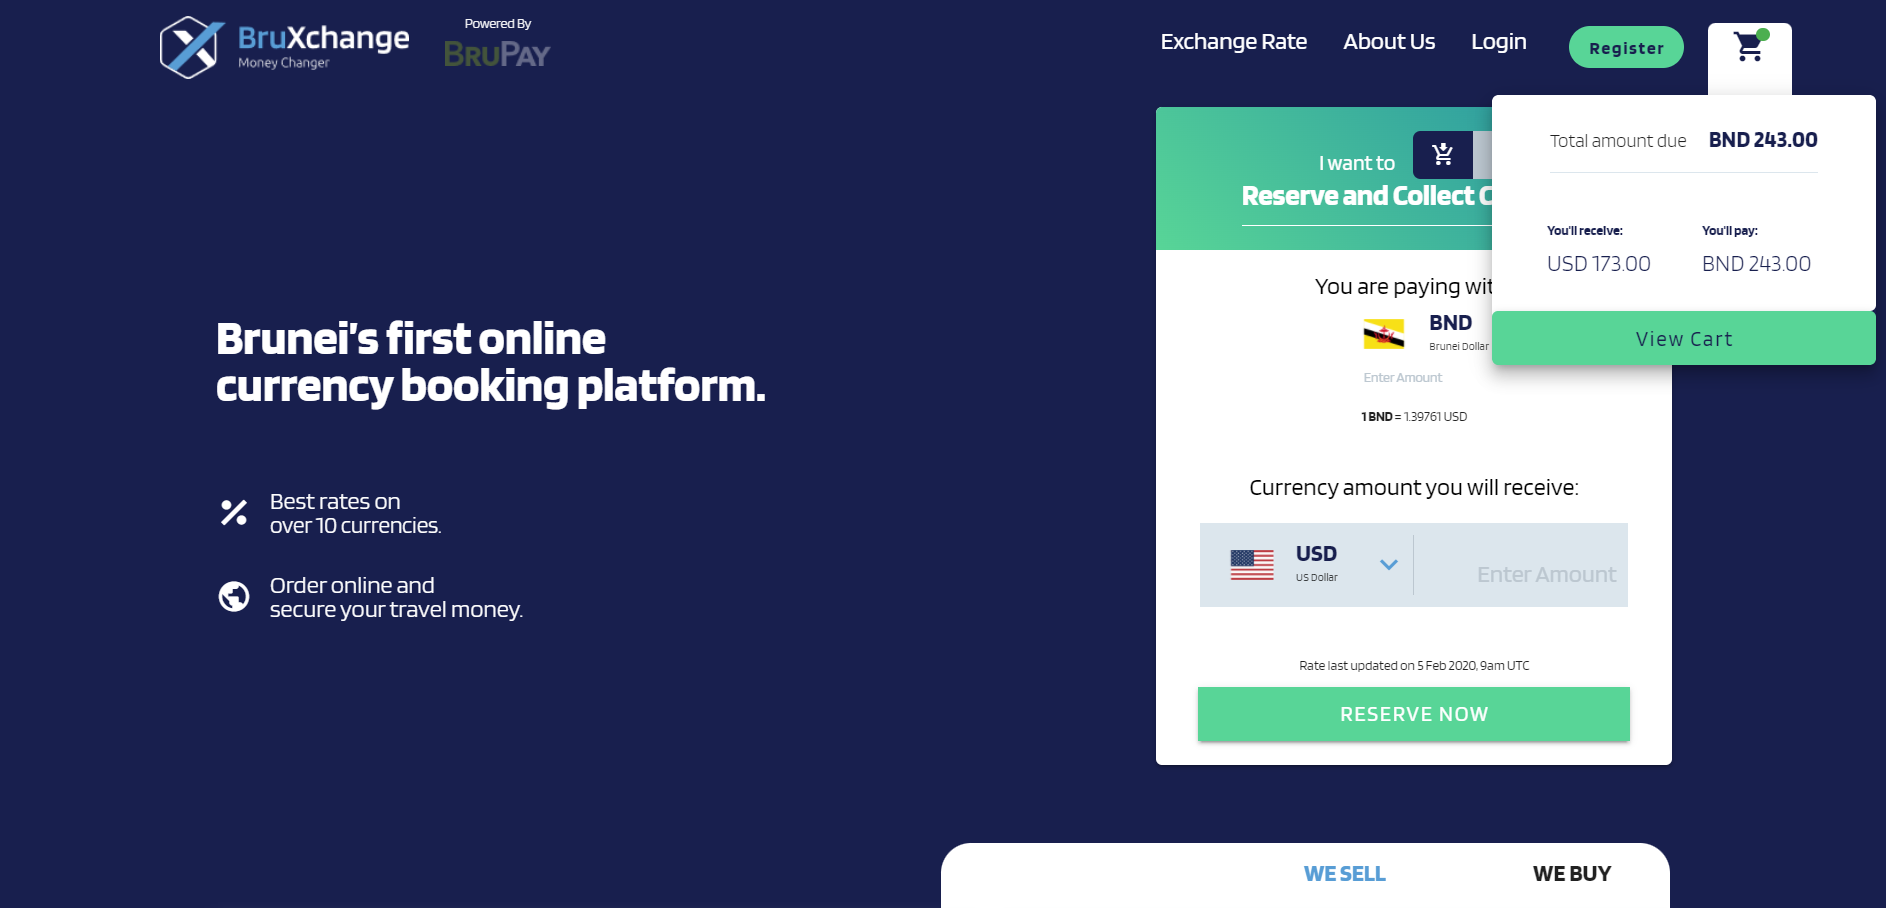 BruXchange
Money Changer
Powered By
BRUPAY
Exchange Rate
About Us
Login
Register
Total amount due
BND 243.00
You'll receive:
You'll pay:
USD 173.00
BND 243.00
View Cart
I want to
Reserve and Collect
You are paying
BND
Brunei Dollar
Enter Amount
1 BND = 1.39761 USD
Currency amount you will receive:
USD
US Dollar
Enter Amount
Rate last updated on 5 Feb 2020, 9am UTC
RESERVE NOW
Brunei's first online
currency booking platform.
Best rates on
over 10 currencies.
Order online and
secure your travel money.
WE SELL
WE BUY